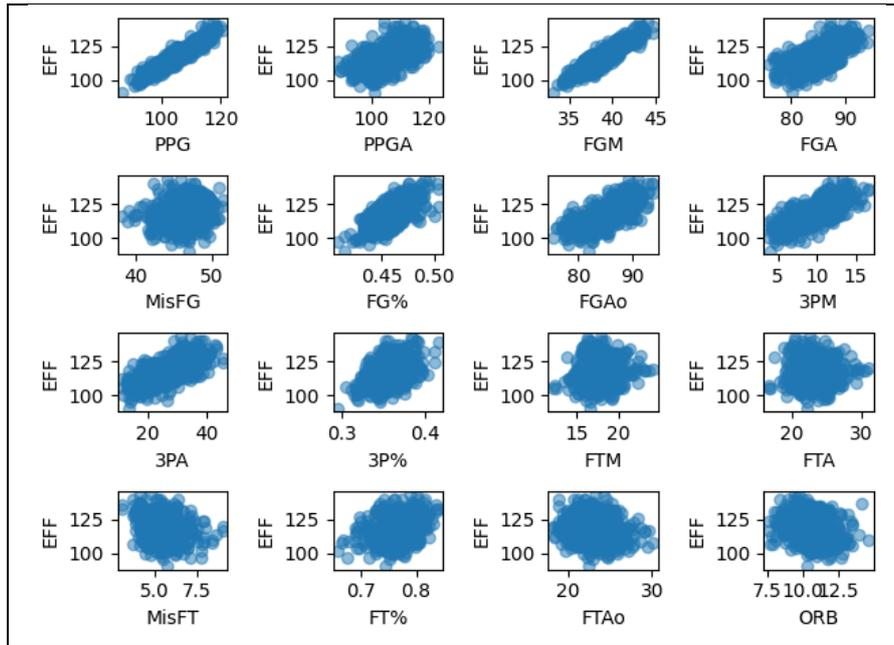 EFF 125 100 EFF 125 100 EFF 125 100 EFF 125 100
100 120 100 120 35 40 45 80 90
PPG PPGA FGM FGA
EFF 125 100 EFF 125 100 EFF 125 100 EFF 125 100
40 50 0.45 0.50 80 90 5 10 15
MisFG FG% FGAo 3PM
EFF 125 100 EFF 125 100 EFF 125 100 EFF 125 100
20 40 0.3 0.4 15 20 20 30
3PA 3P% FTM FTA
EFF 125 100 EFF 125 100 EFF 125 100 EFF 125 100
5.0 7.5 0.7 0.8 20 30 7.5 10.0 12.5
MisFT FT% FTAo ORB